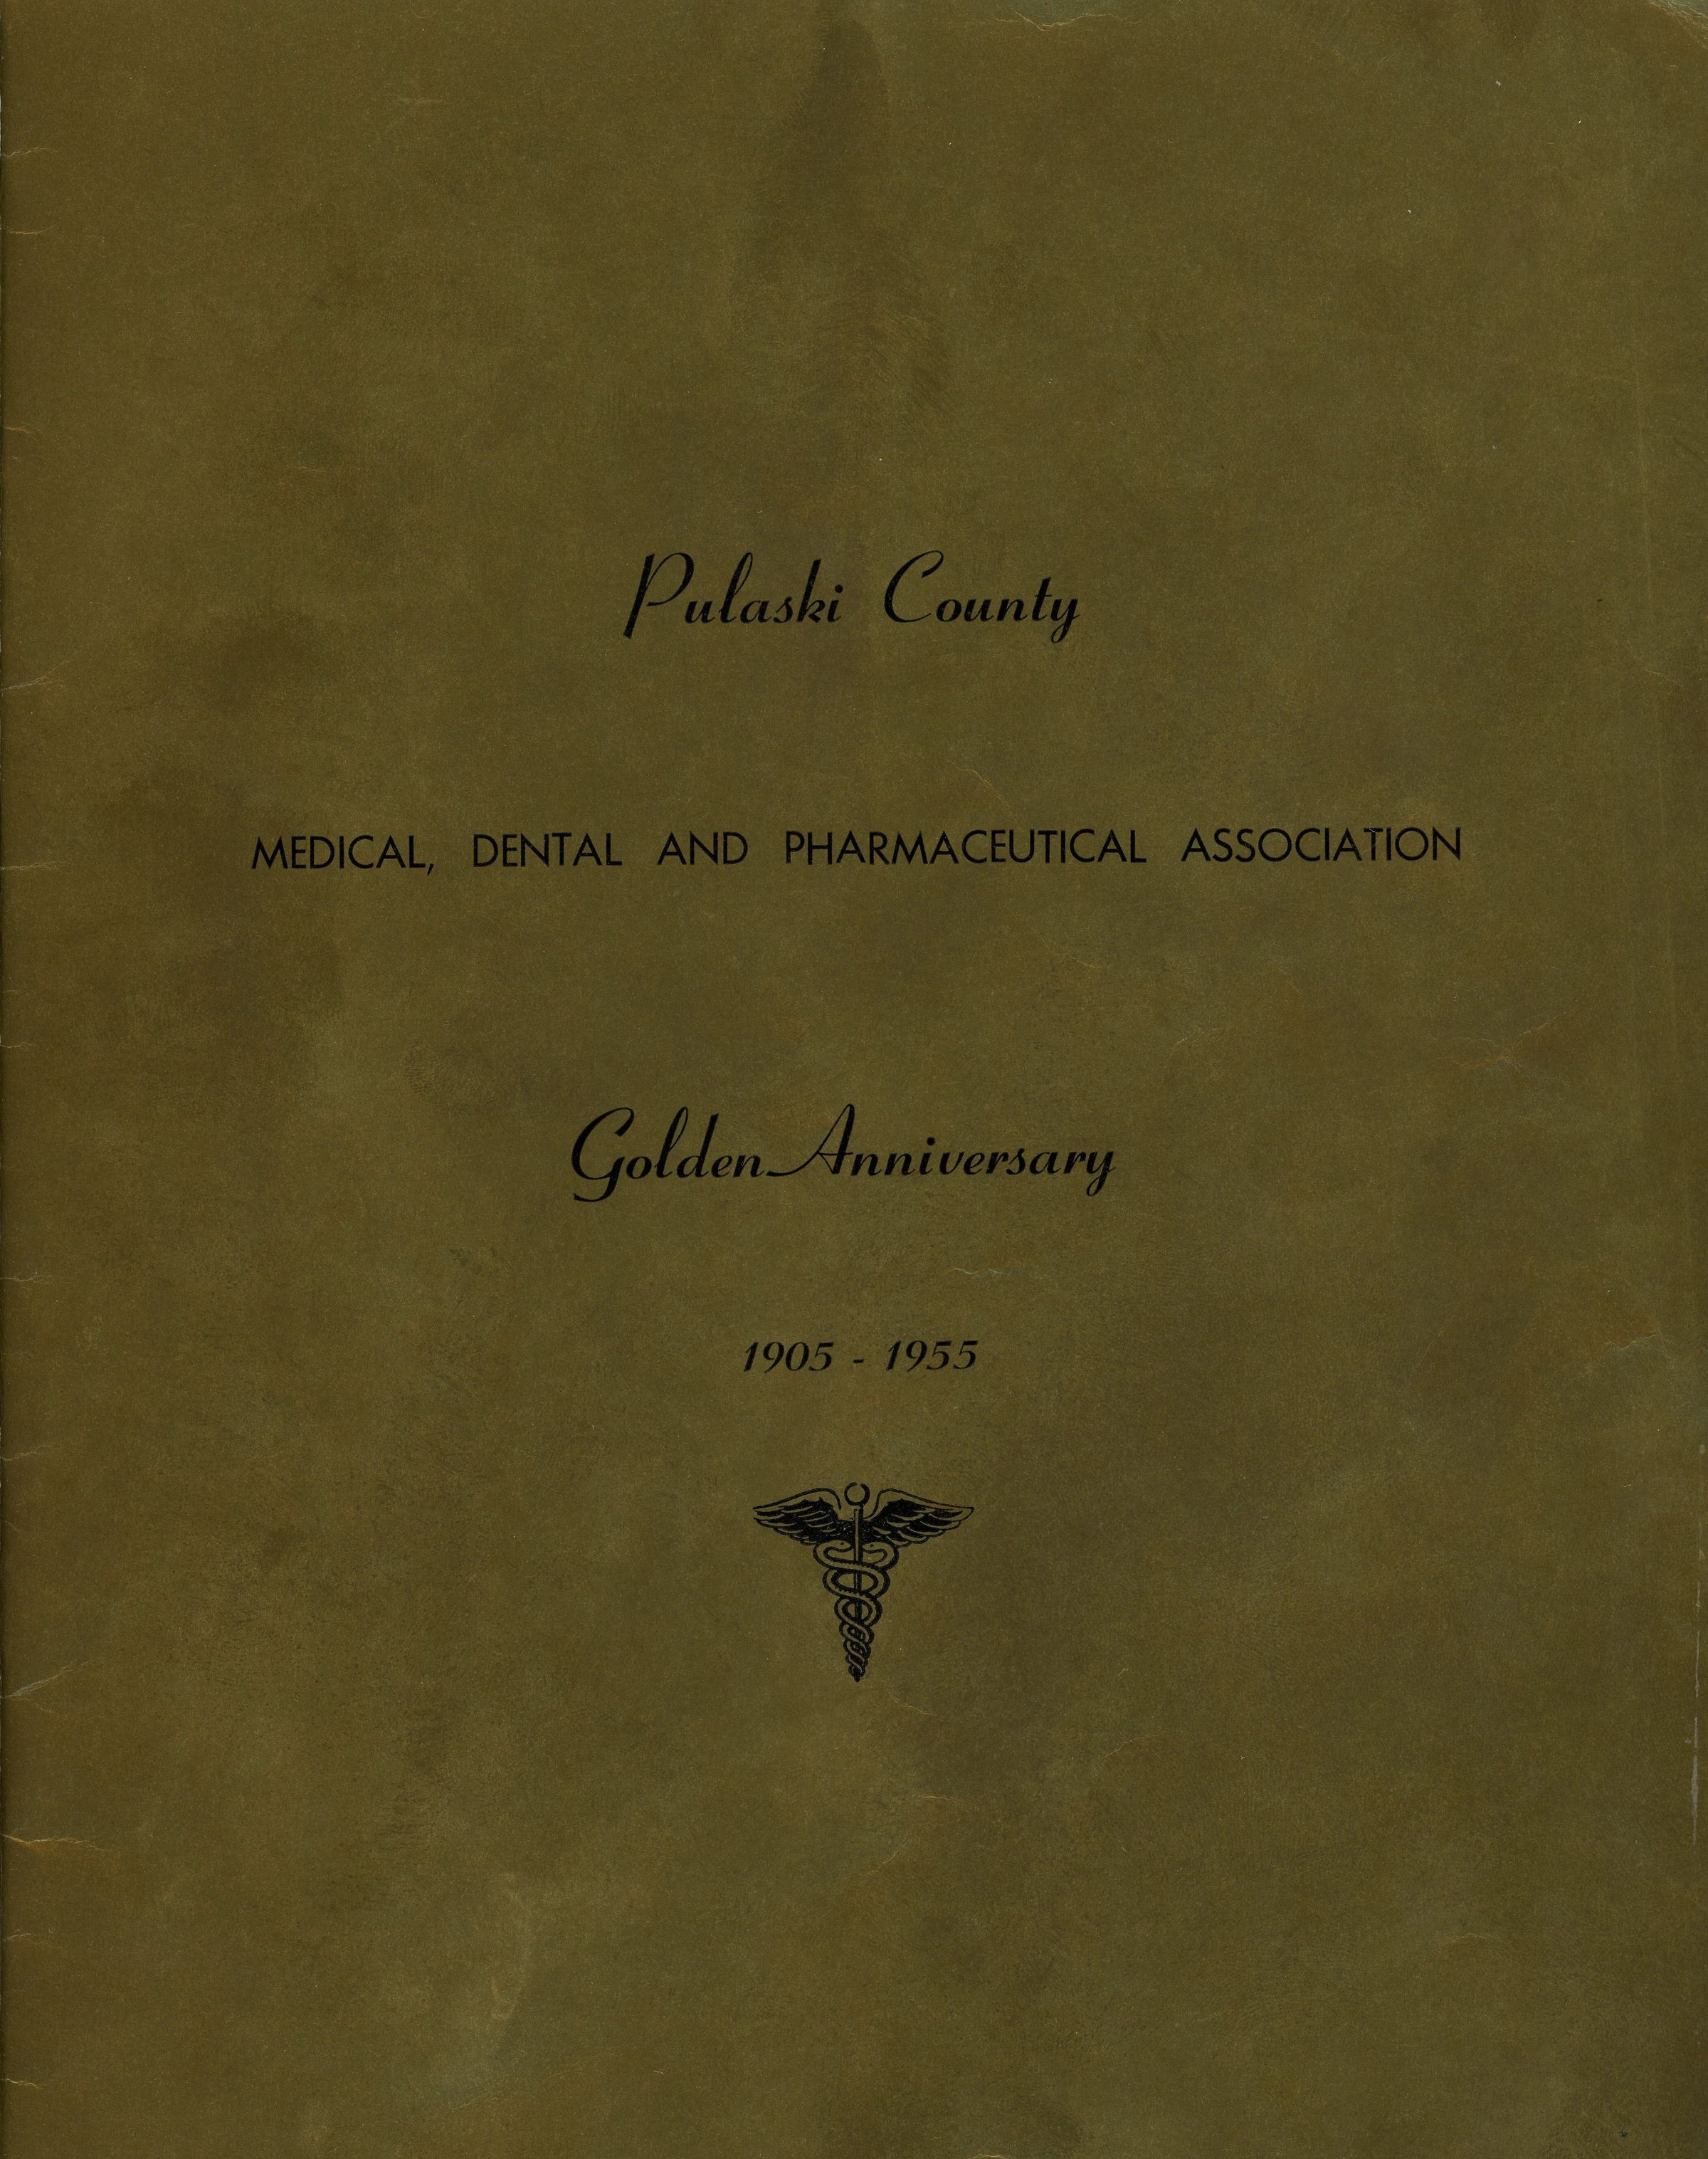 Pulaski County
MEDICAL, DENTAL AND PHARMACEUTICAL ASSOCIATION
Golden Anniversary
1905 - 1955